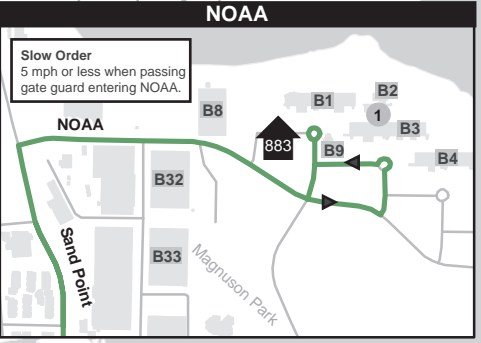 NOAA
Slow Order
5 mph or less when passing
gate guard entering NOAA.
B1
B2
B8
1
NOAA
B3
883
B9
B4
B32
Sand Point
B33
Magnuson Park